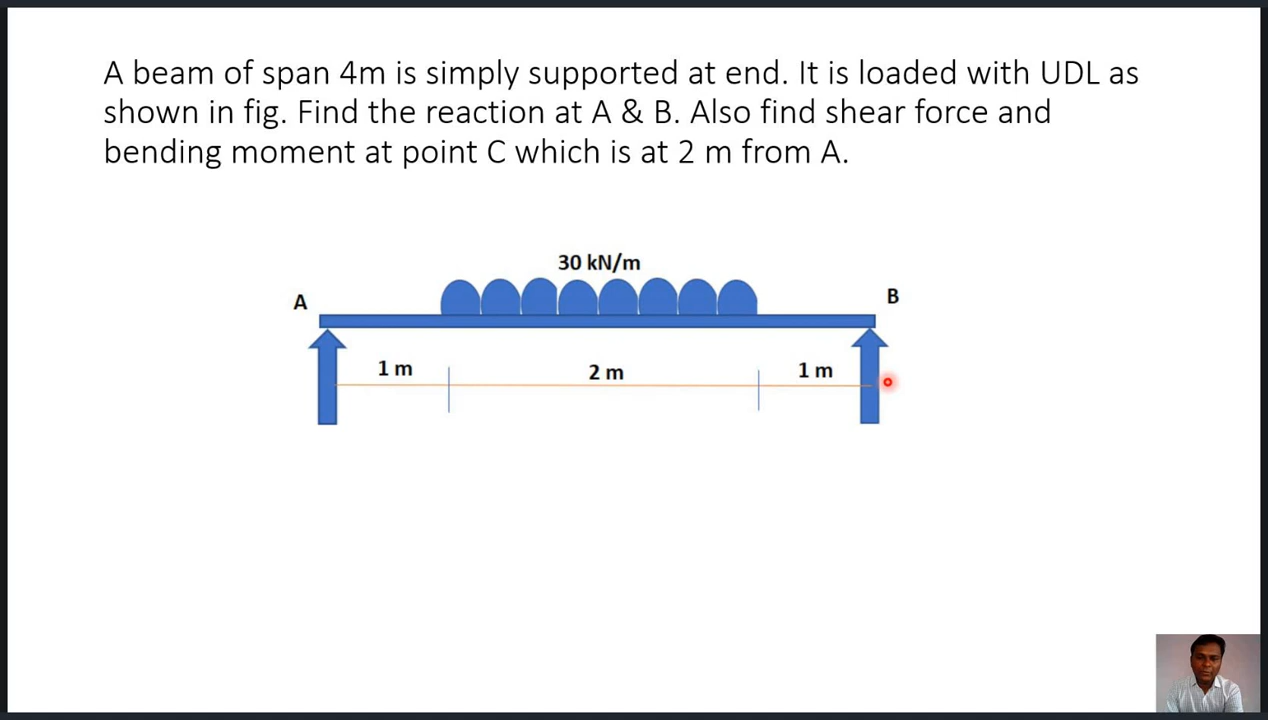 A beam of span 4m is simply supported at end. It is loaded with UDL as
shown in fig. Find the reaction at A & B. Also find shear force and
bending moment at point C which is at 2 m from A.
30 kN/m
A
B
1 m
2 m
1 m